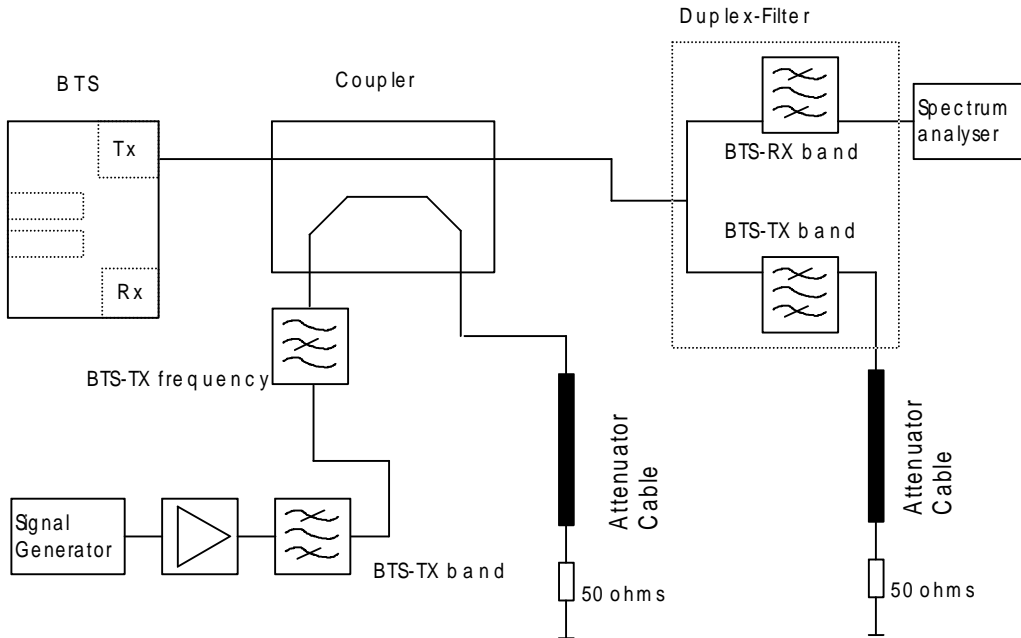 Duplex-Filter
BTS
Coupler
Tx
Spectrum
analyser
BTS-RX band
BTS-TX band
Rx
BTS-TX frequency
Attenuator
Cable
Attenuator
Cable
Signal
Generator
BTS-TX band
50 ohms
50 ohms